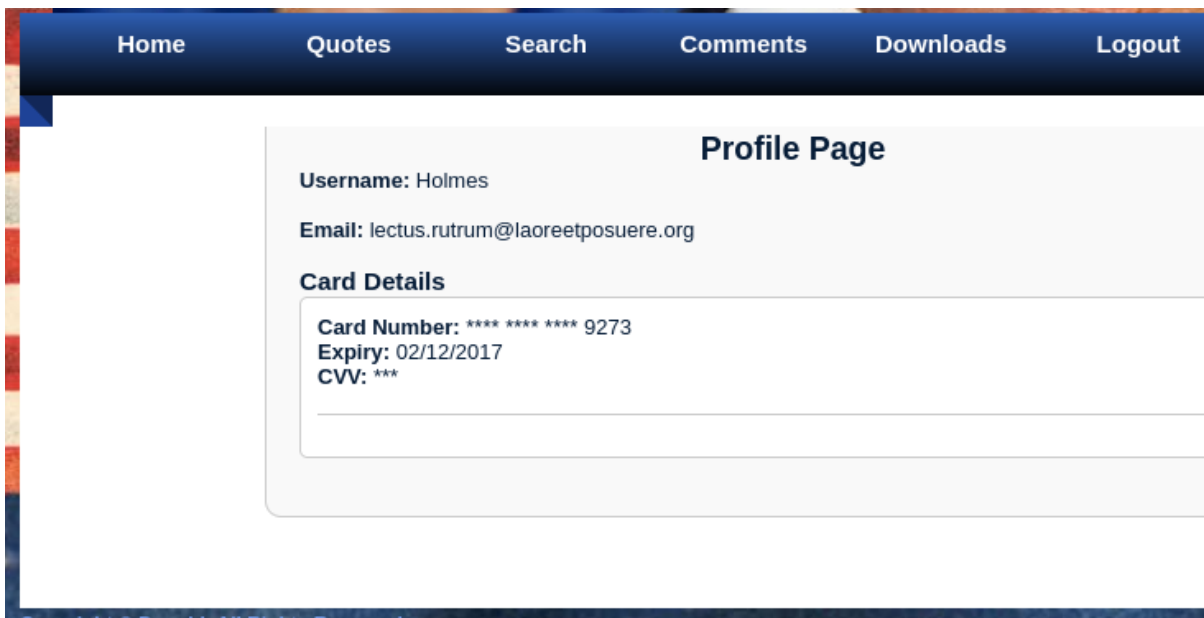 Home Quotes Search Comments Downloads Logout
Profile Page
Username: Holmes
Email: lectus.rutrum@laoreetposuere.org
Card Details
Card Number: **** **** **** 9273
Expiry: 02/12/2017
CVV: ***